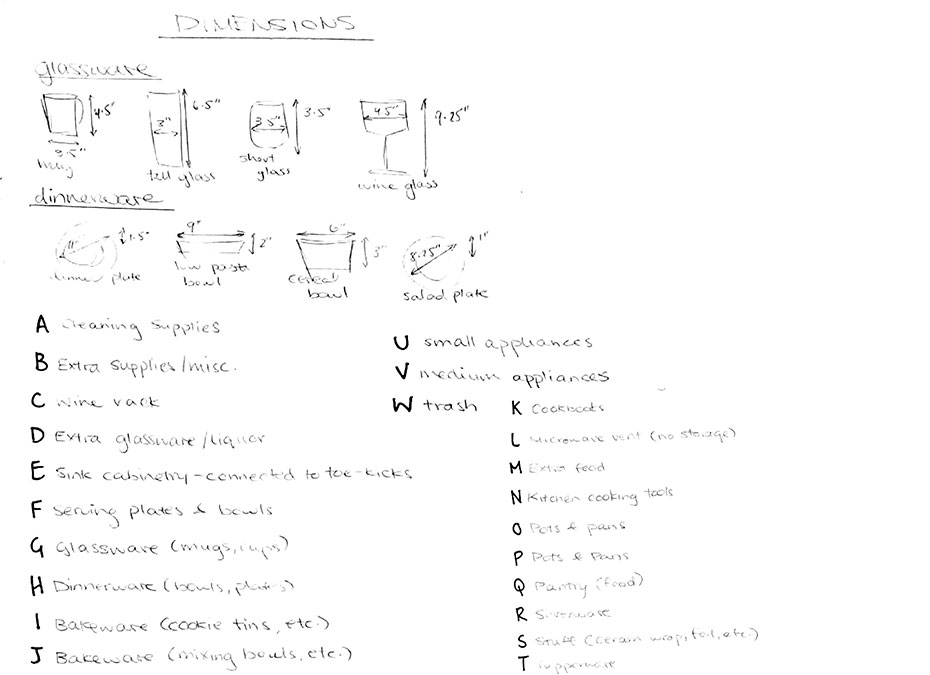 DIMENSIONS
glassware
4.5"
3.5"
mug
6.5"
3"
tall glass
3.5"
3.5"
short
glass
4.5"
9.25"
wine glass
dinnerware
11"
1.5"
dinner plate
9"
2"
low pasta
bowl
6"
3"
cereal
bowl
8.25"
1"
salad plate
A cleaning supplies
B Extra supplies/misc.
C wine rack
D Extra glassware/liquor
E Sink cabinetry-connected to toe-kicks
F serving plates & bowls
G Glassware (mugs, cups)
H Dinnerware (bowls, plates)
I Bakeware (cookie tins, etc.)
J Bakeware (mixing bowls, etc.)
U small appliances
V medium appliances
W trash
K Cookbooks
L Microwave vent (no storage)
M Extra food
N Kitchen cooking tools
O Pots & pans
P Pots & Pans
Q Pantry (food)
R Silverware
S Stuff (ceran wrap, foil, etc.)
T tupperware